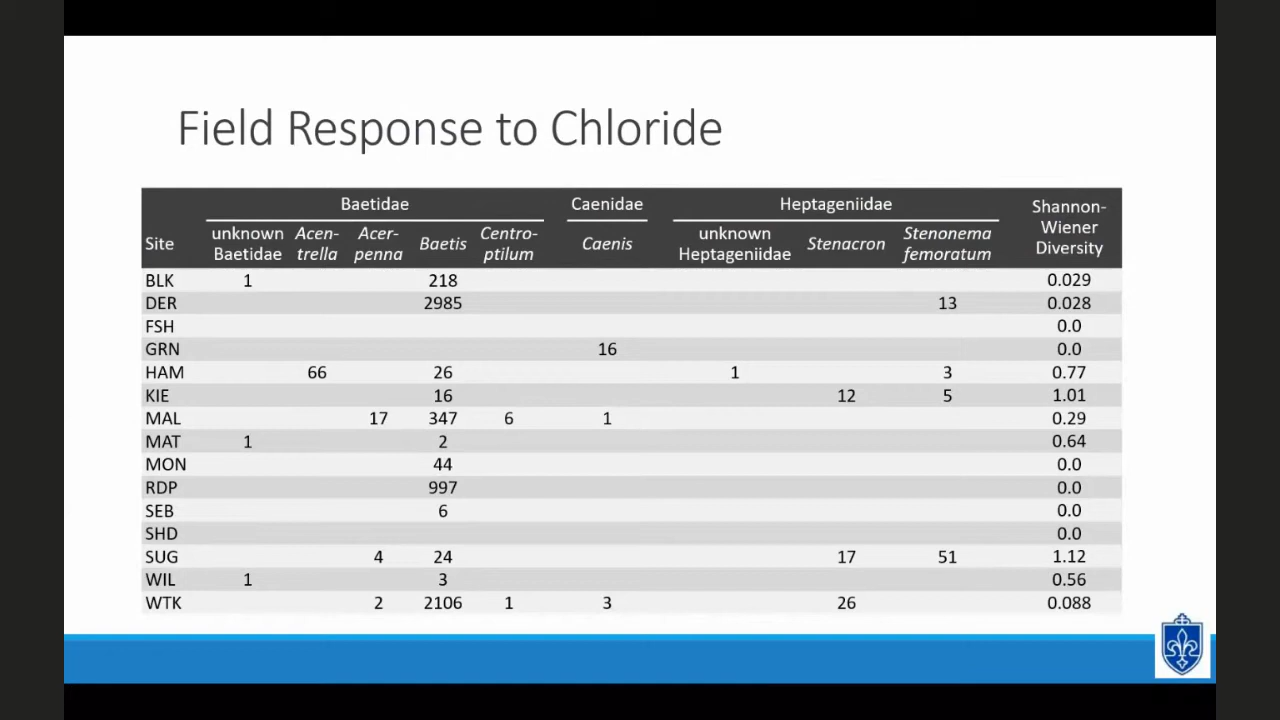 Field Response to Chloride
Baetidae Caenidae Heptageniidae Shannon-Wiener Diversity
Site unknown Baetidae Acen-trella Acer-penna Baetis Centro-ptilum Caenis unknown Heptageniidae Stenacron Stenonema femoratum
BLK 1 218 0.029
DER 2985 13 0.028
FSH 0.0
GRN 16 0.0
HAM 66 26 1 3 0.77
KIE 16 12 5 1.01
MAL 17 347 6 1 0.29
MAT 1 2 0.64
MON 44 0.0
RDP 997 0.0
SEB 6 0.0
SHD 0.0
SUG 4 24 17 51 1.12
WIL 1 3 0.56
WTK 2 2106 1 3 26 0.088